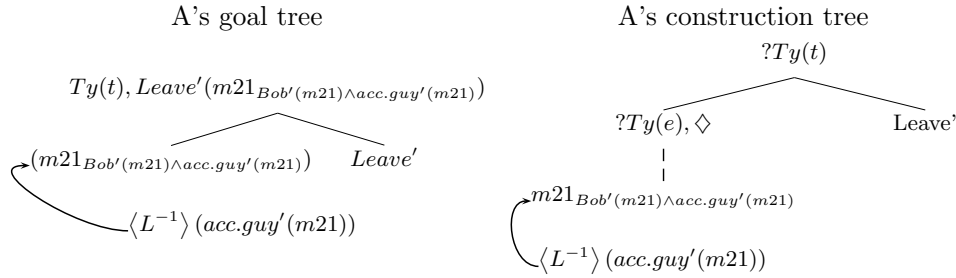 A's goal tree
A's construction tree
?Ty(t)
Ty(t), Leave′(m21_{Bob′(m21)∧acc.guy′(m21)})
?Ty(e), ♢
Leave'
(m21_{Bob′(m21)∧acc.guy′(m21)})
Leave′
m21_{Bob′(m21)∧acc.guy′(m21)}
⟨L⁻¹⟩ (acc.guy′(m21))
⟨L⁻¹⟩ (acc.guy′(m21))